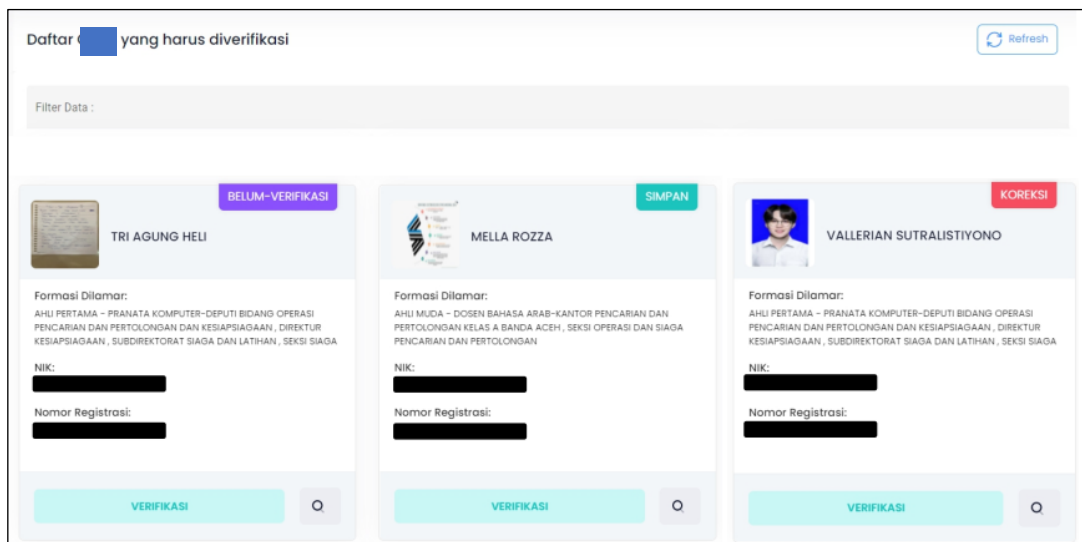 Daftar yang harus diverifikasi
Refresh
Filter Data :
BELUM-VERIFIKASI
TRI AGUNG HELI
Formasi Dilamar:
AHLI PERTAMA - PRANATA KOMPUTER-DEPUTI BIDANG OPERASI
PENCARIAN DAN PERTOLONGAN DAN KESIAPSIAGAAN , DIREKTUR
KESIAPSIAGAAN , SUBDIREKTORAT SIAGA DAN LATIHAN , SEKSI SIAGA
NIK:
Nomor Registrasi:
VERIFIKASI
SIMPAN
MELLA ROZZA
Formasi Dilamar:
AHLI MUDA - DOSEN BAHASA ARAB-KANTOR PENCARIAN DAN
PERTOLONGAN KELAS A BANDA ACEH , SEKSI OPERASI DAN SIAGA
PENCARIAN DAN PERTOLONGAN
NIK:
Nomor Registrasi:
VERIFIKASI
KOREKSI
VALLERIAN SUTRALISTIYONO
Formasi Dilamar:
AHLI PERTAMA - PRANATA KOMPUTER-DEPUTI BIDANG OPERASI
PENCARIAN DAN PERTOLONGAN DAN KESIAPSIAGAAN , DIREKTUR
KESIAPSIAGAAN , SUBDIREKTORAT SIAGA DAN LATIHAN , SEKSI SIAGA
NIK:
Nomor Registrasi:
VERIFIKASI